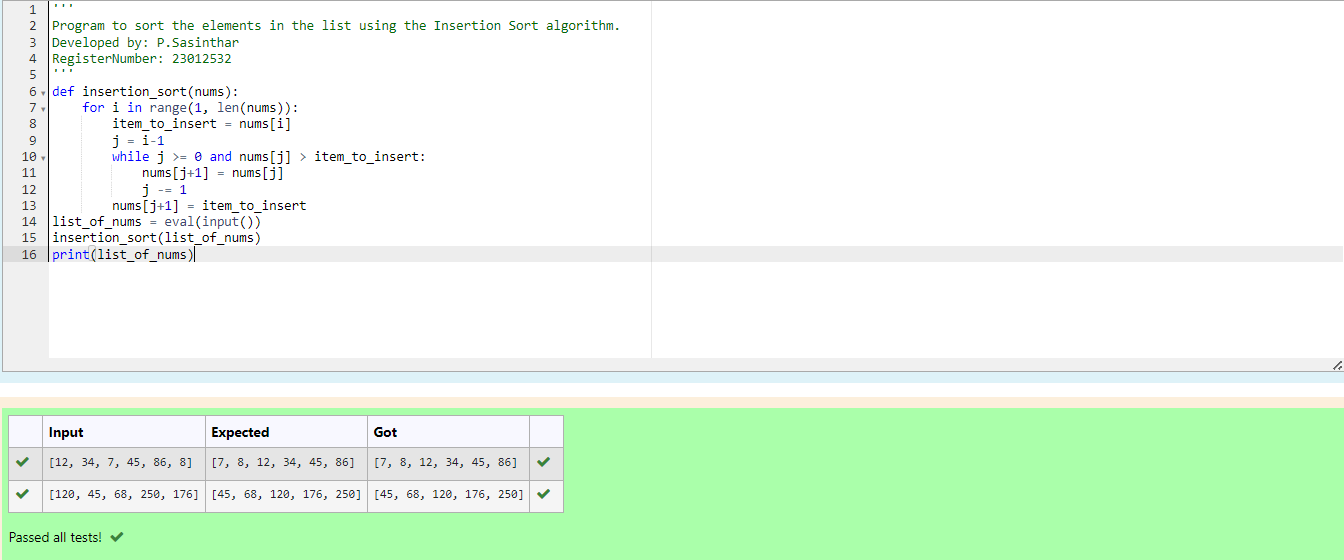 1 '''
2 Program to sort the elements in the list using the Insertion Sort algorithm.
3 Developed by: P.Sasinthar
4 RegisterNumber: 23012532
5 '''
6 def insertion_sort(nums):
7     for i in range(1, len(nums)):
8         item_to_insert = nums[i]
9         j = i-1
10         while j >= 0 and nums[j] > item_to_insert:
11             nums[j+1] = nums[j]
12             j -= 1
13         nums[j+1] = item_to_insert
14 list_of_nums = eval(input())
15 insertion_sort(list_of_nums)
16 print(list_of_nums)
Input Expected Got
[12, 34, 7, 45, 86, 8] [7, 8, 12, 34, 45, 86] [7, 8, 12, 34, 45, 86]
[120, 45, 68, 250, 176] [45, 68, 120, 176, 250] [45, 68, 120, 176, 250]
Passed all tests!